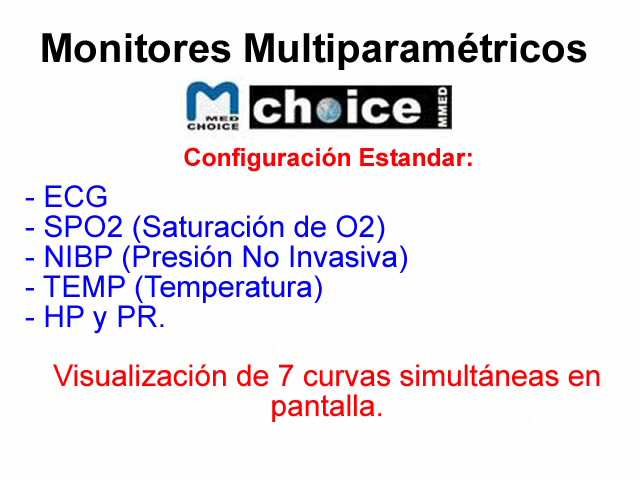 Monitores Multiparamétricos
M MED CHOICE choice MMED
Configuración Estandar:
- ECG
- SPO2 (Saturación de O2)
- NIBP (Presión No Invasiva)
- TEMP (Temperatura)
- HP y PR.
Visualización de 7 curvas simultáneas en
pantalla.